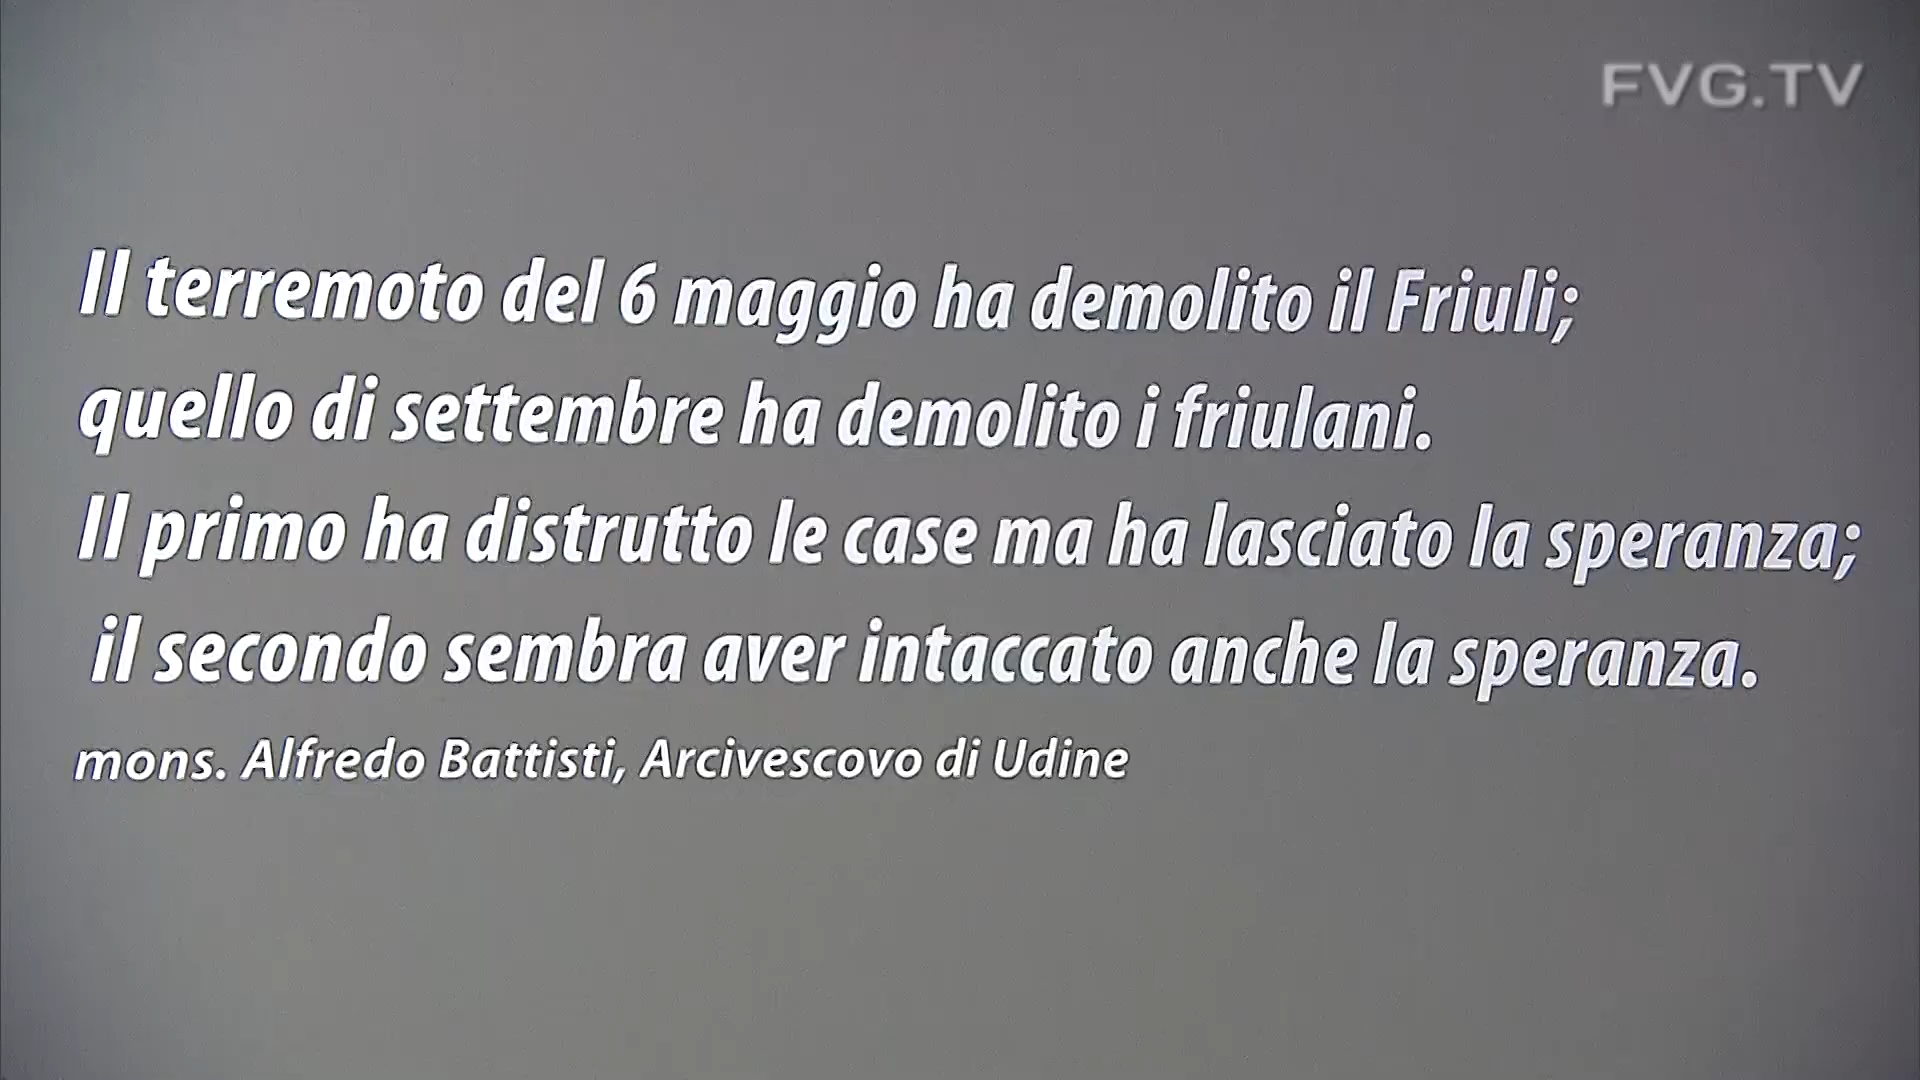 FVG.TV
Il terremoto del 6 maggio ha demolito il Friuli;
quello di settembre ha demolito i friulani.
Il primo ha distrutto le case ma ha lasciato la speranza;
il secondo sembra aver intaccato anche la speranza.
mons. Alfredo Battisti, Arcivescovo di Udine